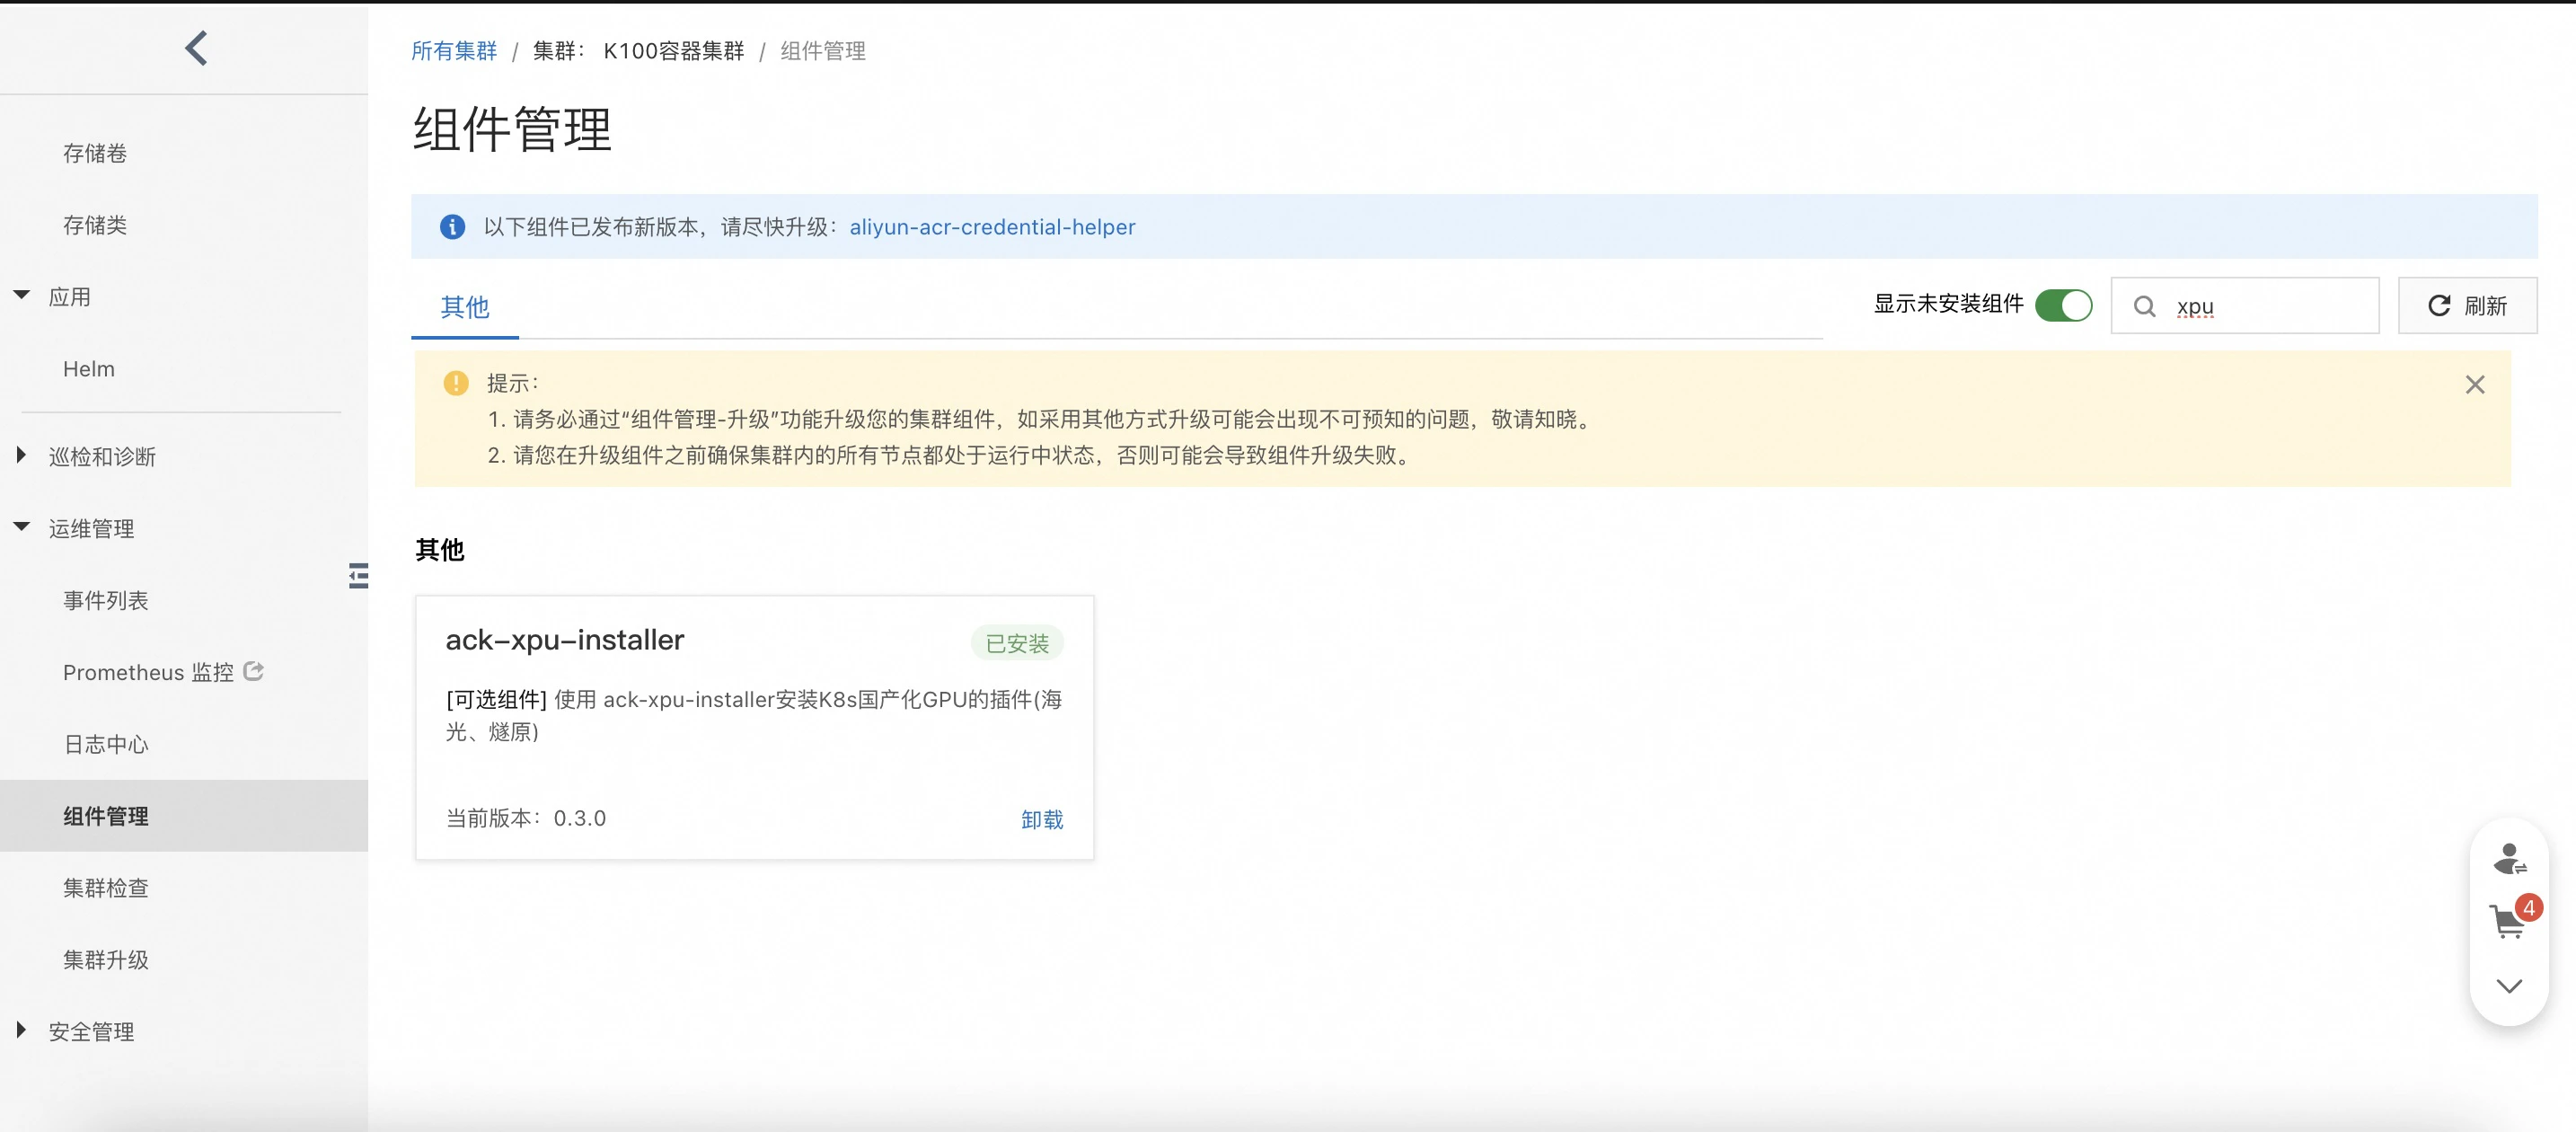 所有集群 / 集群： K100容器集群 / 组件管理
组件管理
存储卷
存储类
应用
Helm
巡检和诊断
运维管理
事件列表
Prometheus 监控
日志中心
组件管理
集群检查
集群升级
安全管理
以下组件已发布新版本，请尽快升级：aliyun-acr-credential-helper
其他
显示未安装组件
xpu
刷新
提示：
1. 请务必通过“组件管理-升级”功能升级您的集群组件，如采用其他方式升级可能会出现不可预知的问题，敬请知晓。
2. 请您在升级组件之前确保集群内的所有节点都处于运行中状态，否则可能会导致组件升级失败。
其他
ack-xpu-installer
已安装
[可选组件] 使用 ack-xpu-installer安装K8s国产化GPU的插件(海
光、燧原)
当前版本：0.3.0
卸载
4